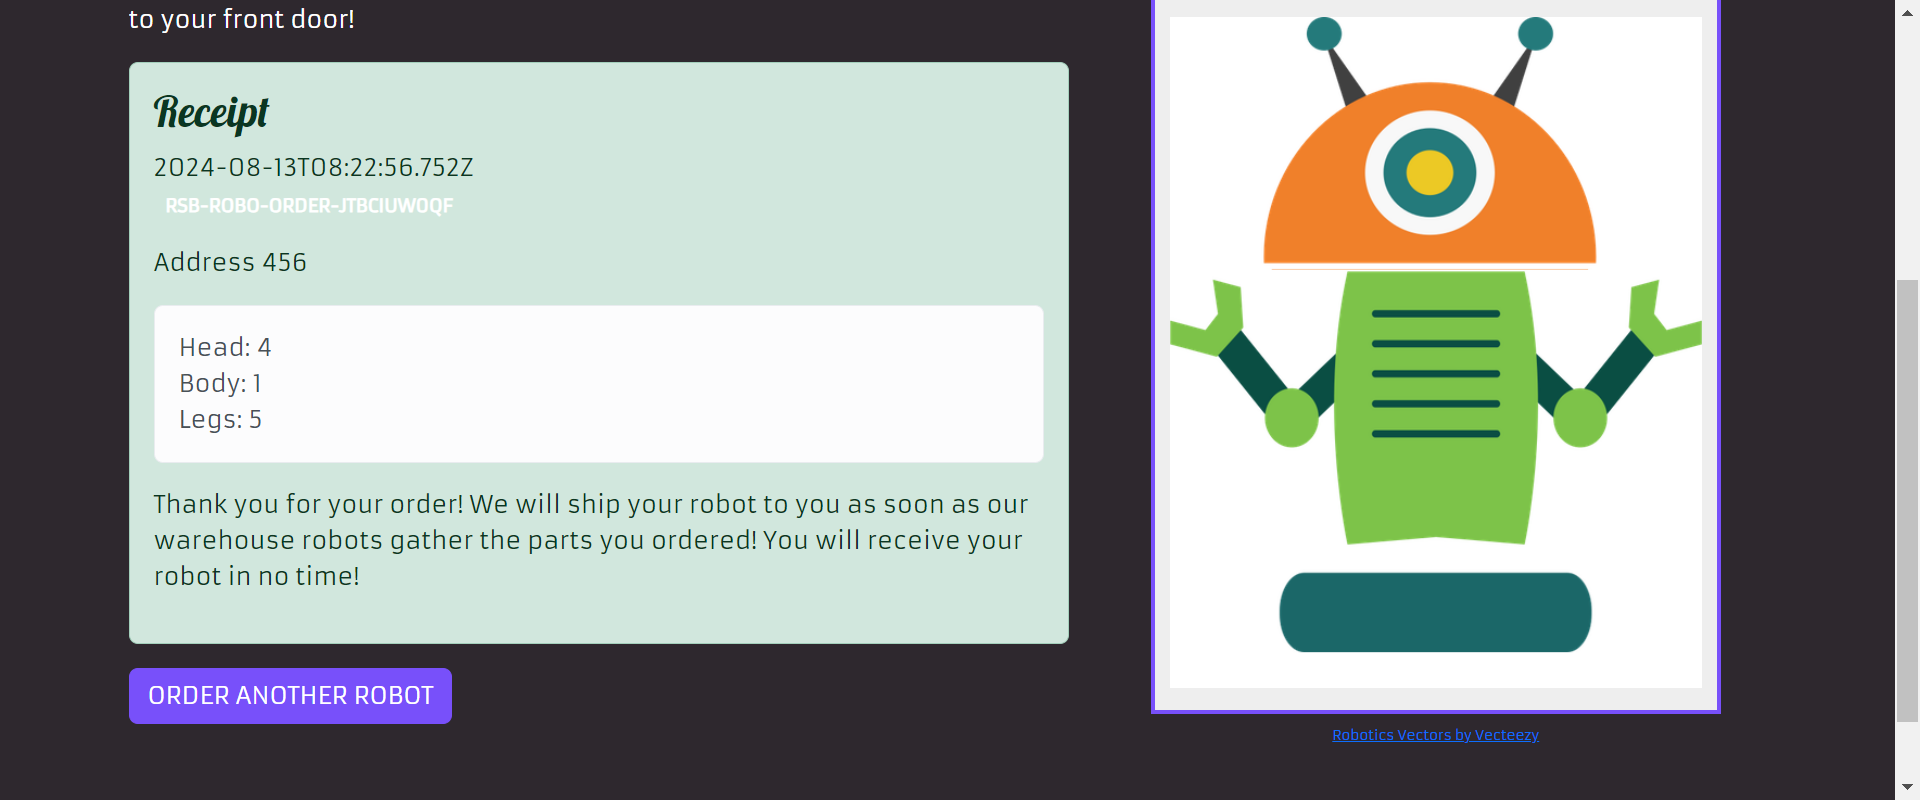 to your front door!
Receipt
2024-08-13T08:22:56.752Z
RSB-ROBO-ORDER-JTBCIUWOQF
Address 456
Head: 4
Body: 1
Legs: 5
Thank you for your order! We will ship your robot to you as soon as our
warehouse robots gather the parts you ordered! You will receive your
robot in no time!
ORDER ANOTHER ROBOT
Robotics Vectors by Vecteezy